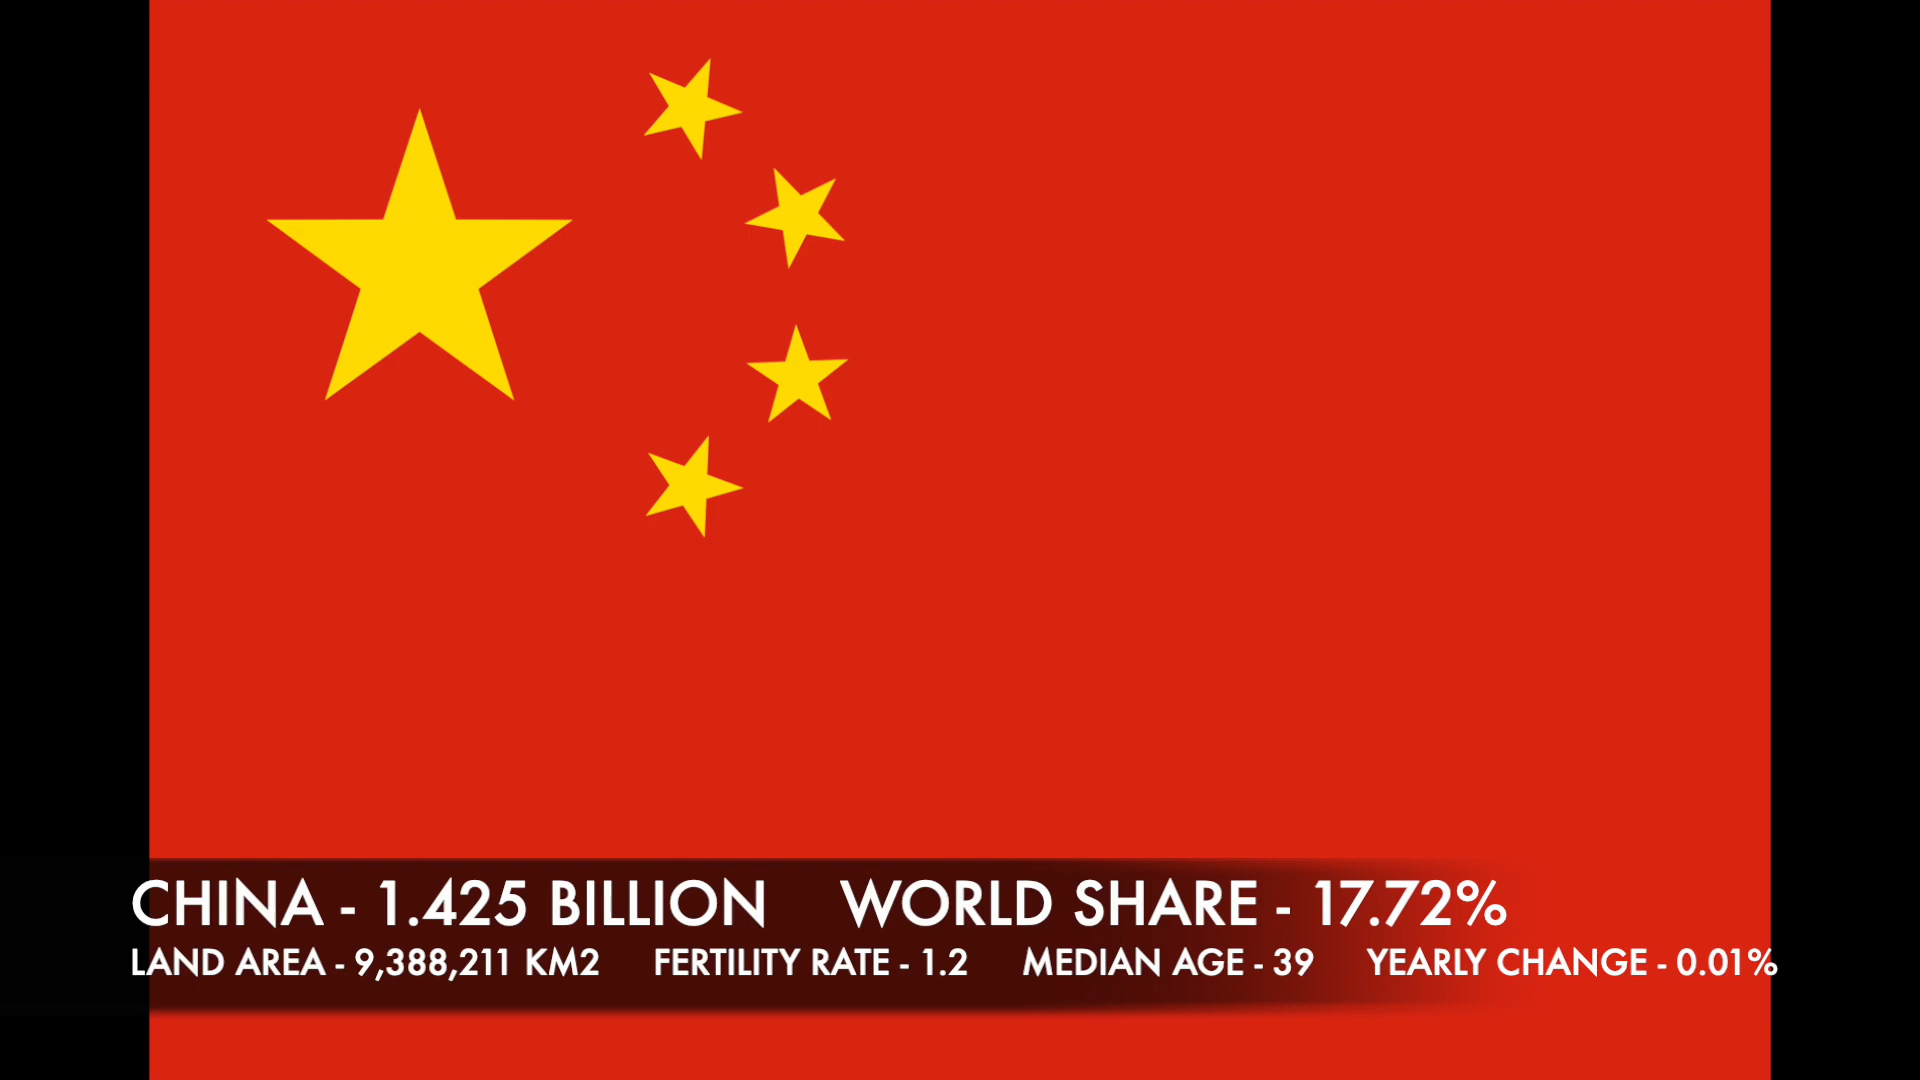 CHINA - 1.425 BILLION WORLD SHARE - 17.72%
LAND AREA - 9,388,211 KM2 FERTILITY RATE - 1.2 MEDIAN AGE - 39 YEARLY CHANGE - 0.01%